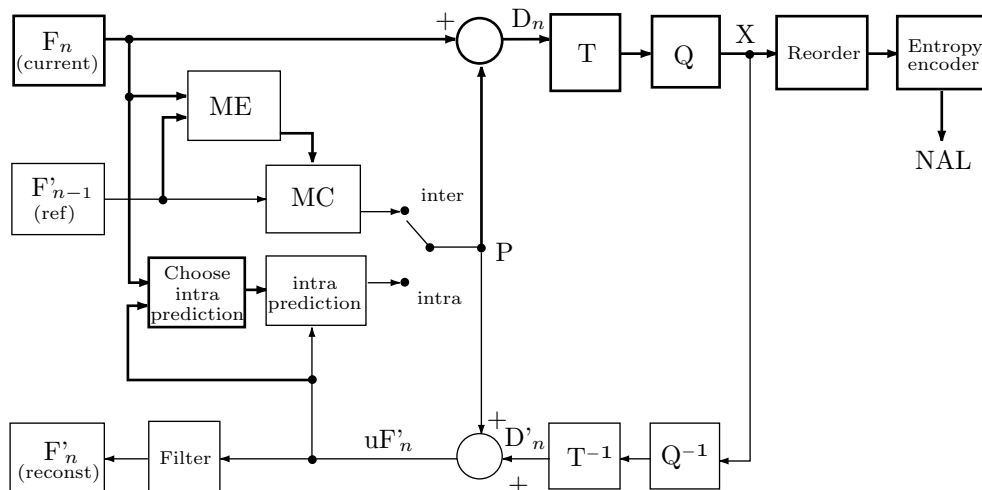 F_n
(current)
+
D_n
T
Q
X
Reorder
Entropy
encoder
NAL
ME
F'_{n−1}
(ref)
MC
inter
P
Choose
intra
prediction
intra
prediction
intra
F'_n
(reconst)
Filter
uF'_n
+
D'_n
+
T^{−1}
Q^{−1}